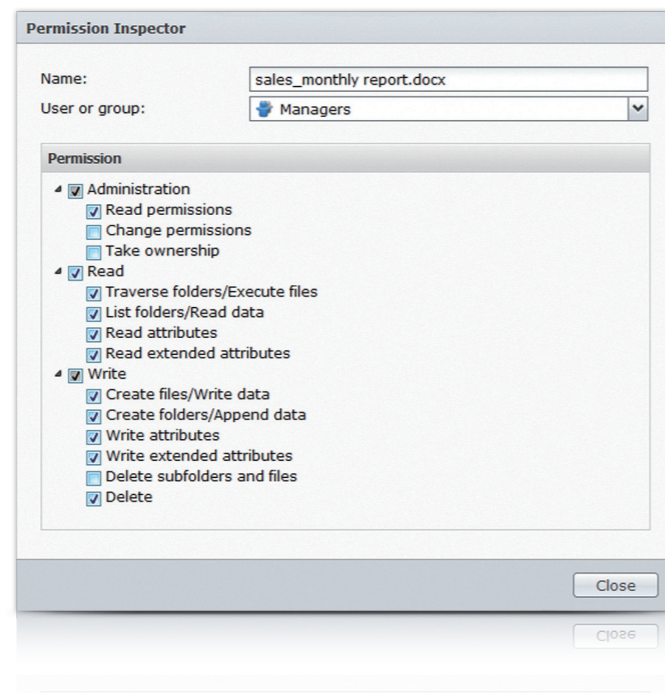 Permission Inspector
Name: sales_monthly report.docx
User or group: Managers
Permission
Administration
Read permissions
Change permissions
Take ownership
Read
Traverse folders/Execute files
List folders/Read data
Read attributes
Read extended attributes
Write
Create files/Write data
Create folders/Append data
Write attributes
Write extended attributes
Delete subfolders and files
Delete
Close
Close